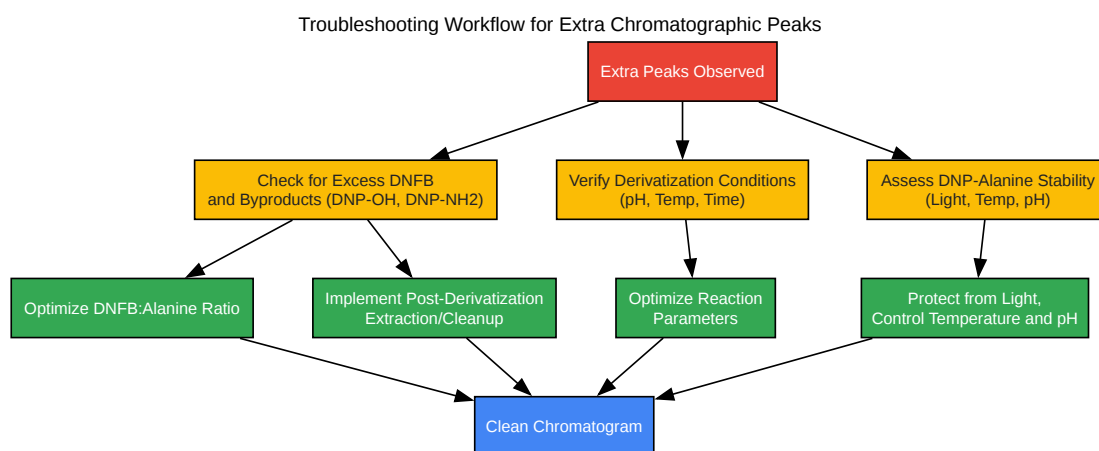 Troubleshooting Workflow for Extra Chromatographic Peaks
Extra Peaks Observed
Check for Excess DNFB
and Byproducts (DNP-OH, DNP-NH2)
Verify Derivatization Conditions
(pH, Temp, Time)
Assess DNP-Alanine Stability
(Light, Temp, pH)
Optimize DNFB:Alanine Ratio
Implement Post-Derivatization
Extraction/Cleanup
Optimize Reaction
Parameters
Protect from Light,
Control Temperature and pH
Clean Chromatogram